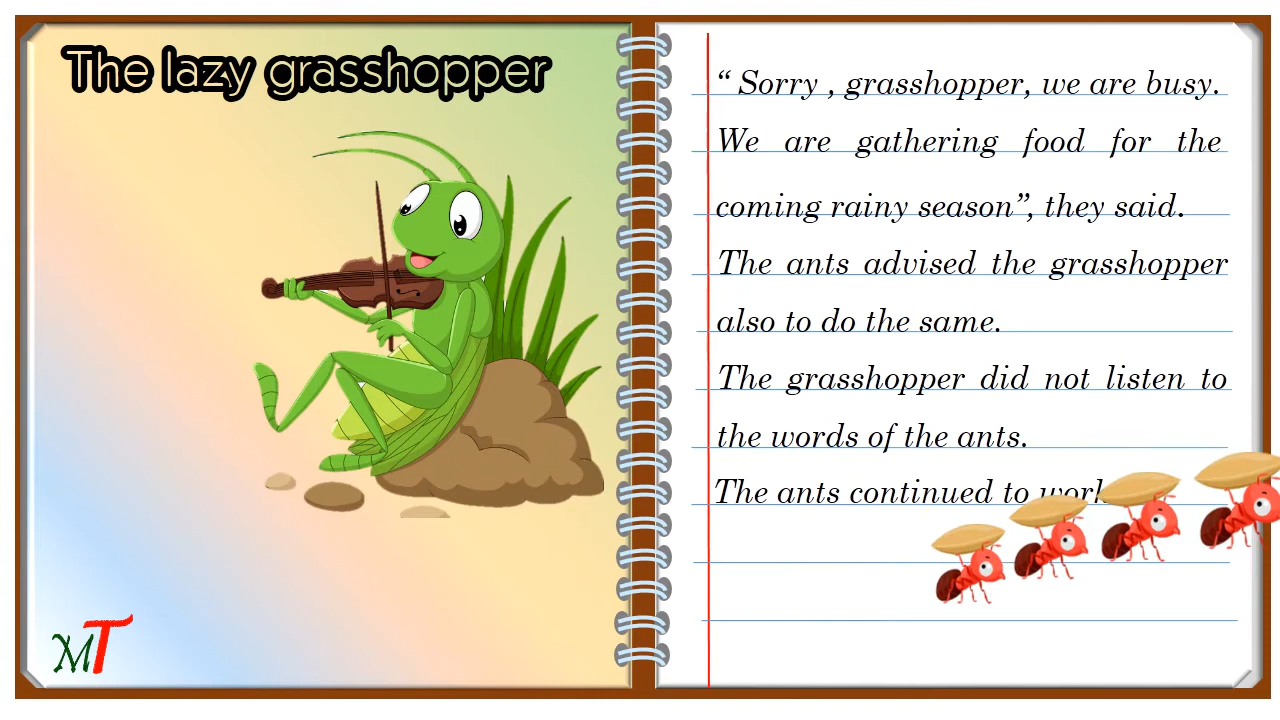 The lazy grasshopper
“ Sorry , grasshopper, we are busy.
We are gathering food for the
coming rainy season”, they said.
The ants advised the grasshopper
also to do the same.
The grasshopper did not listen to
the words of the ants.
The ants continued to work
MT